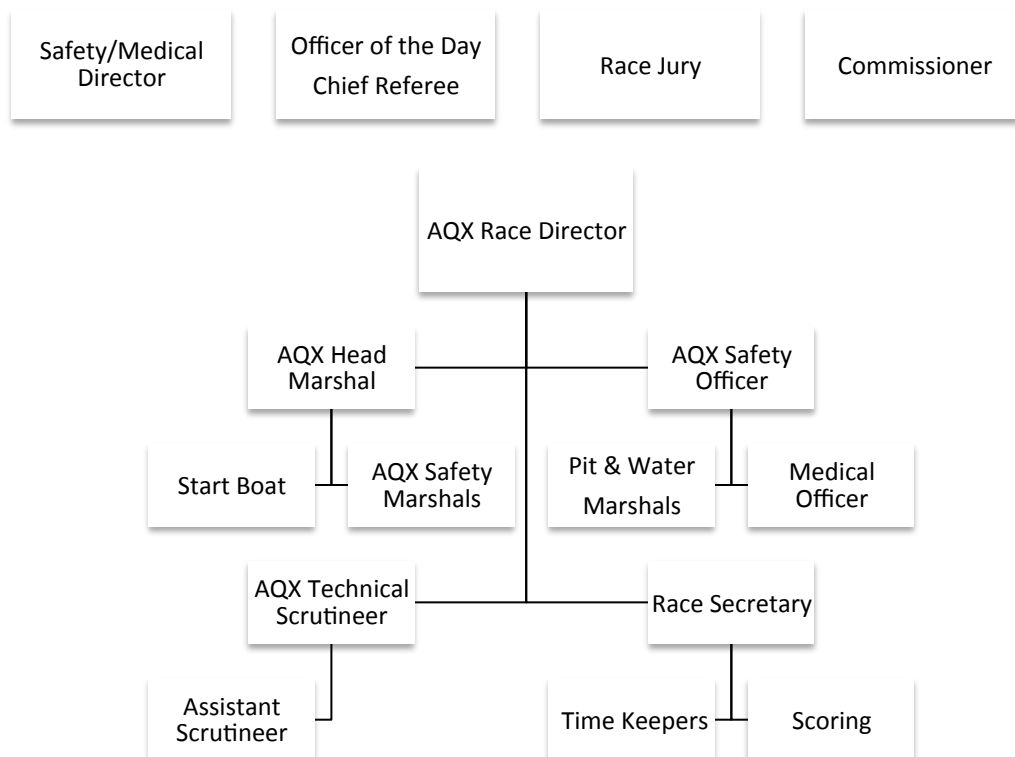 Safety/Medical
Director
Officer of the Day
Chief Referee
Race Jury
Commissioner
AQX Race Director
AQX Head
Marshal
AQX Safety
Officer
Start Boat
AQX Safety
Marshals
Pit & Water
Marshals
Medical
Officer
AQX Technical
Scrutineer
Race Secretary
Assistant
Scrutineer
Time Keepers
Scoring